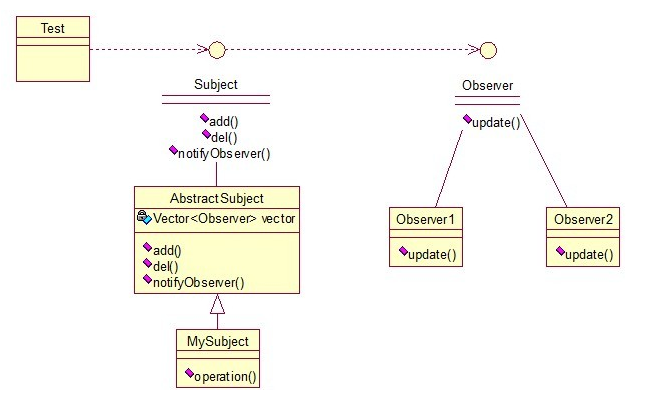 Test
Subject
add()
del()
notifyObserver()
Observer
update()
AbstractSubject
Vector<Observer> vector
add()
del()
notifyObserver()
Observer1
update()
Observer2
update()
MySubject
operation()